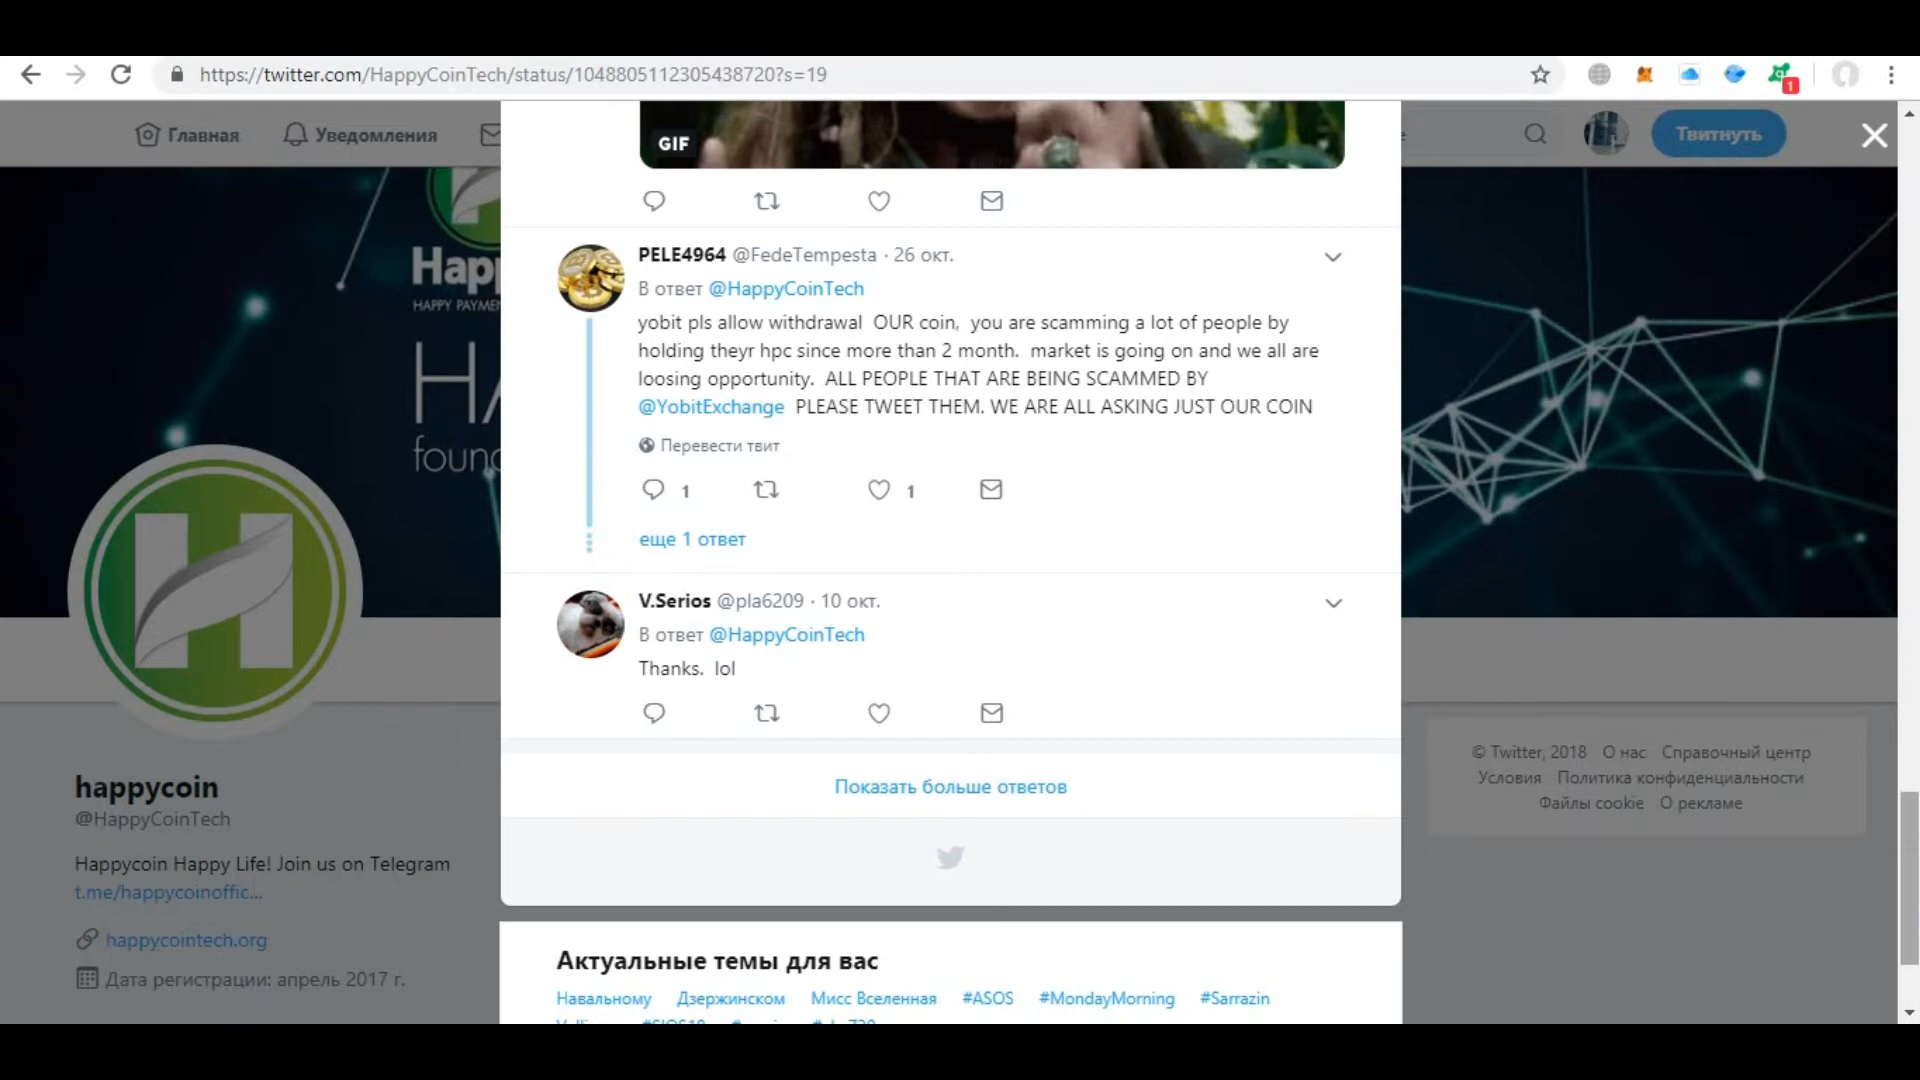 https://twitter.com/HappyCoinTech/status/1048805112305438720?s=19
1
Главная
Уведомления
Твитнуть
GIF
Hap
HAPPY PAYME
found
PELE4964 @FedeTempesta · 26 окт.
В ответ @HappyCoinTech
yobit pls allow withdrawal OUR coin, you are scamming a lot of people by
holding theyr hpc since more than 2 month. market is going on and we all are
loosing opportunity. ALL PEOPLE THAT ARE BEING SCAMMED BY
@YobitExchange PLEASE TWEET THEM. WE ARE ALL ASKING JUST OUR COIN
Перевести твит
1 1
еще 1 ответ
V.Serios @pla6209 · 10 окт.
В ответ @HappyCoinTech
Thanks. lol
Показать больше ответов
happycoin
@HappyCoinTech
Happycoin Happy Life! Join us on Telegram
t.me/happycoinoffic...
happycointech.org
Дата регистрации: апрель 2017 г.
© Twitter, 2018 О нас Справочный центр
Условия Политика конфиденциальности
Файлы cookie О рекламе
Актуальные темы для вас
Навальному Дзержинском Мисс Вселенная #ASOS #MondayMorning #Sarrazin